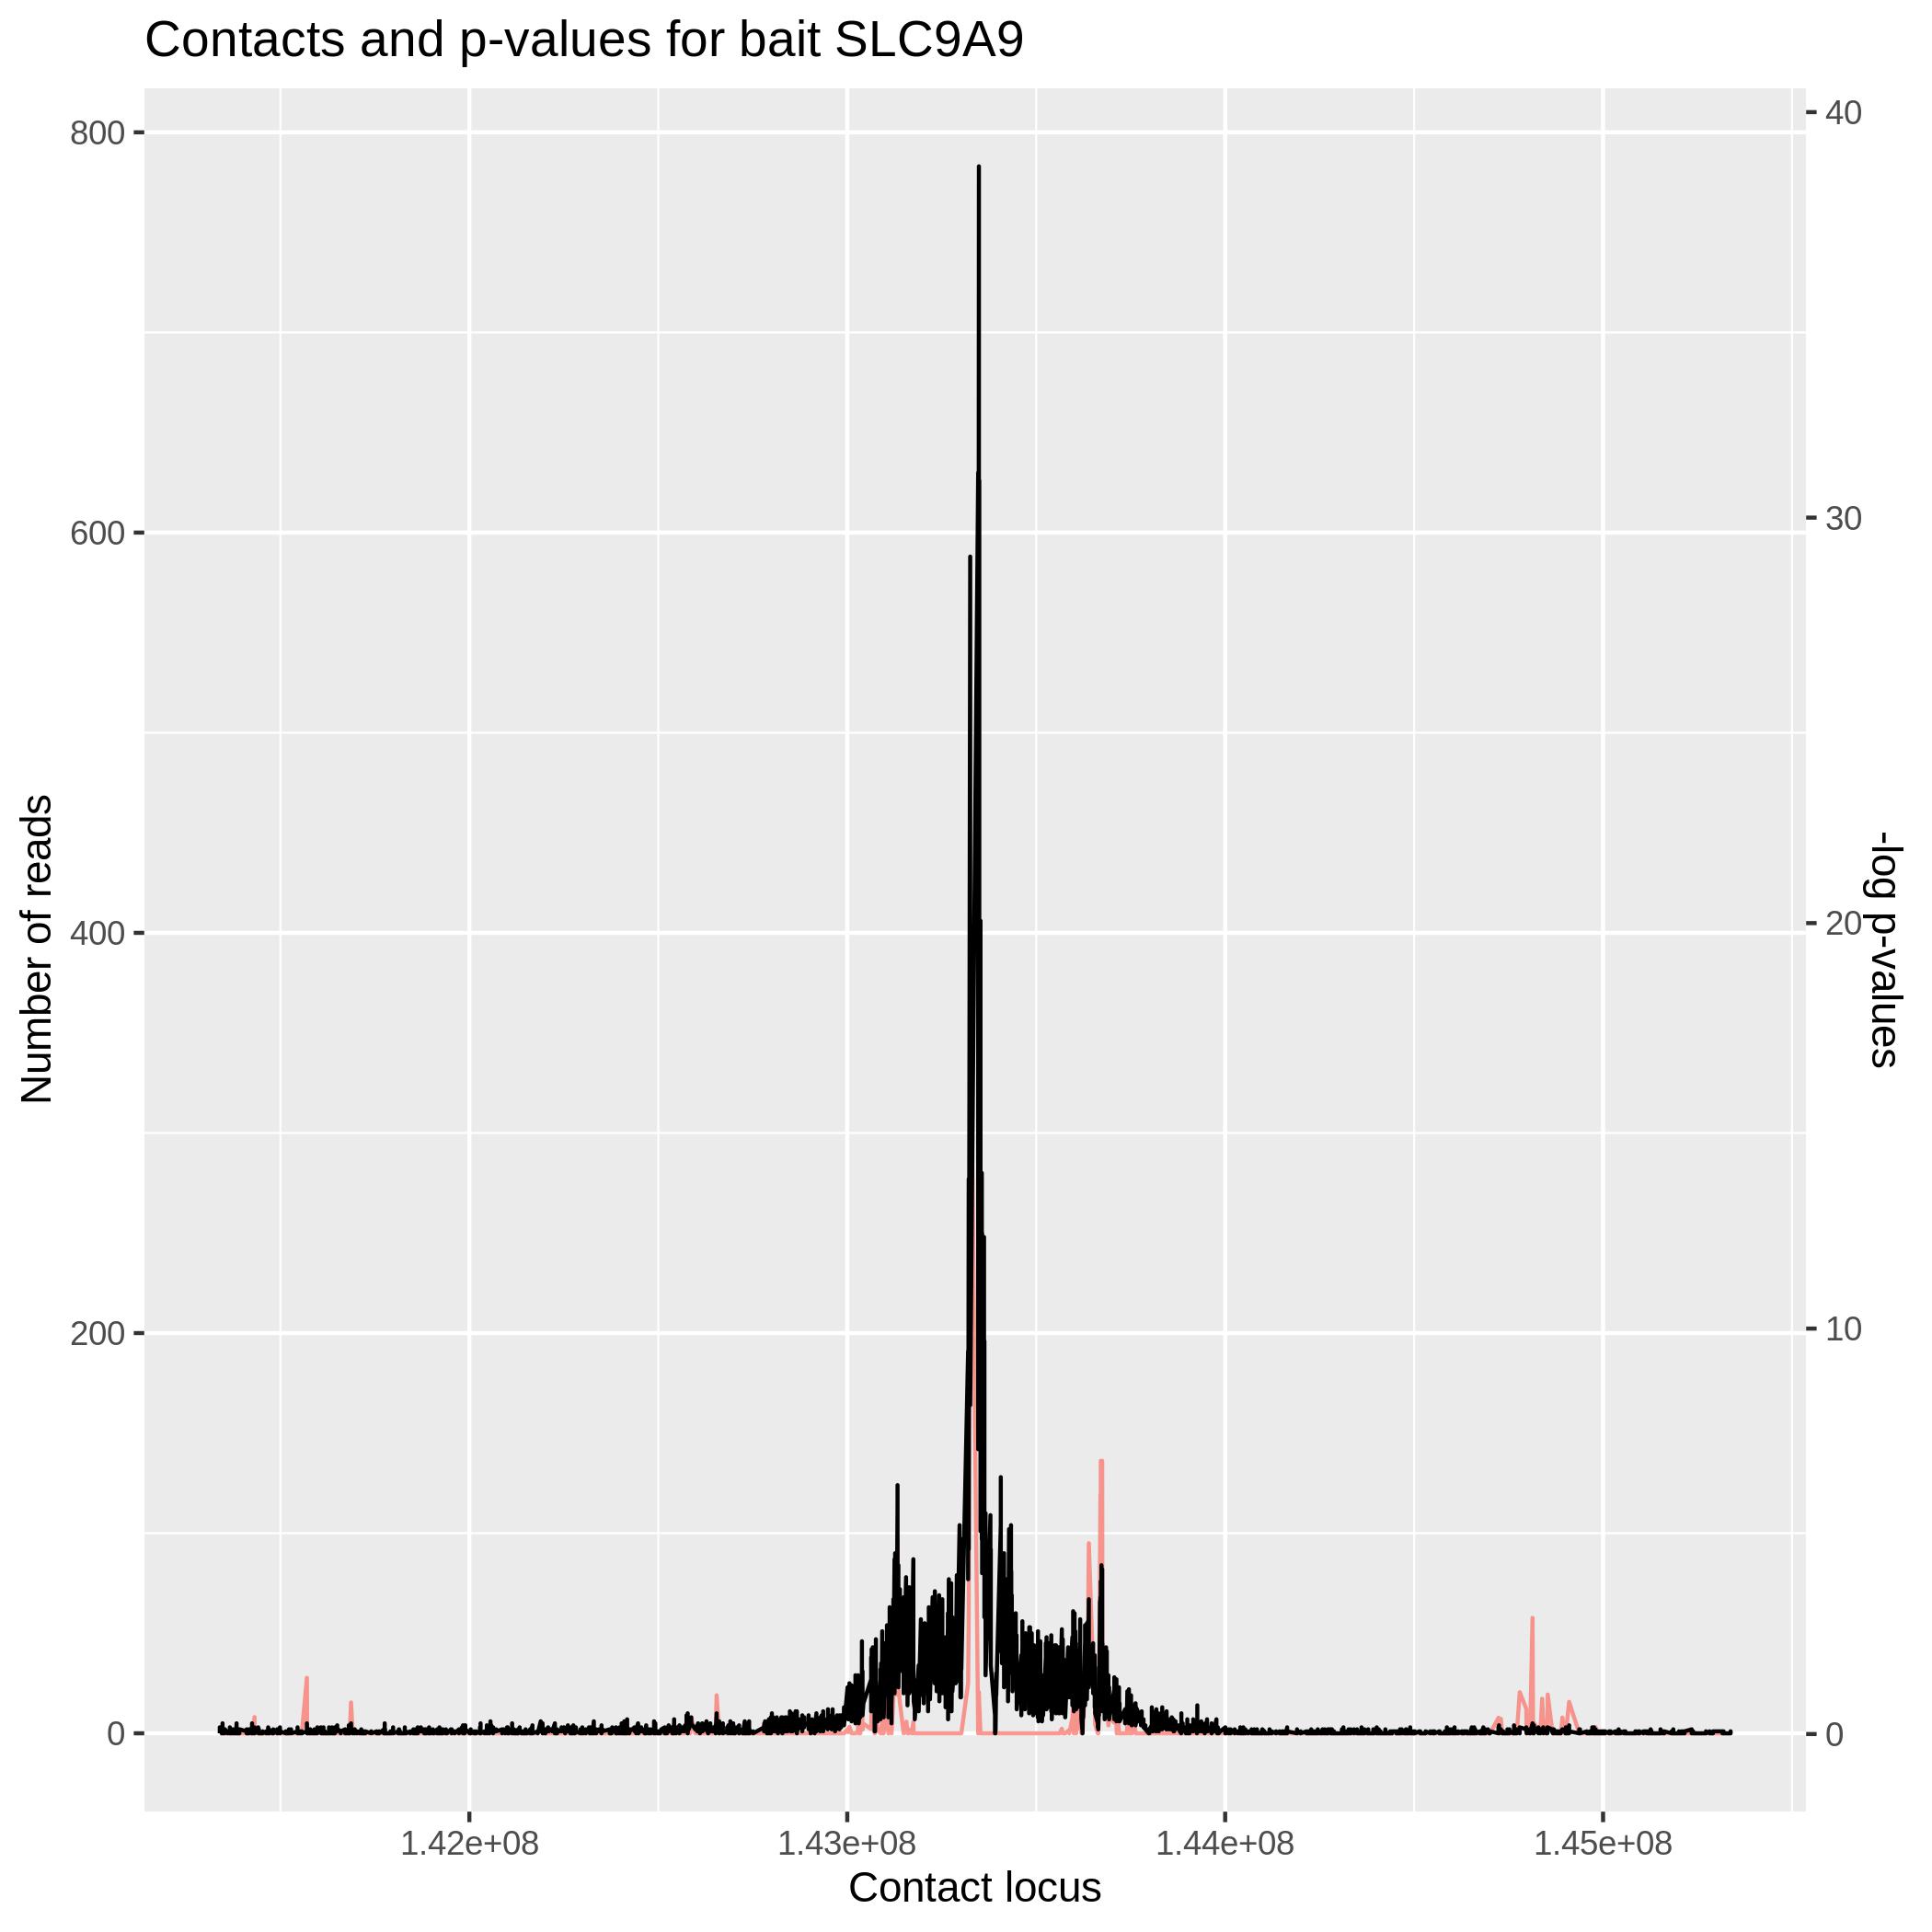 Contacts and p-values for bait SLC9A9
800
600
400
200
0
Number of reads
40
30
20
10
0
-log p-values
1.42e+08
1.43e+08
1.44e+08
1.45e+08
Contact locus